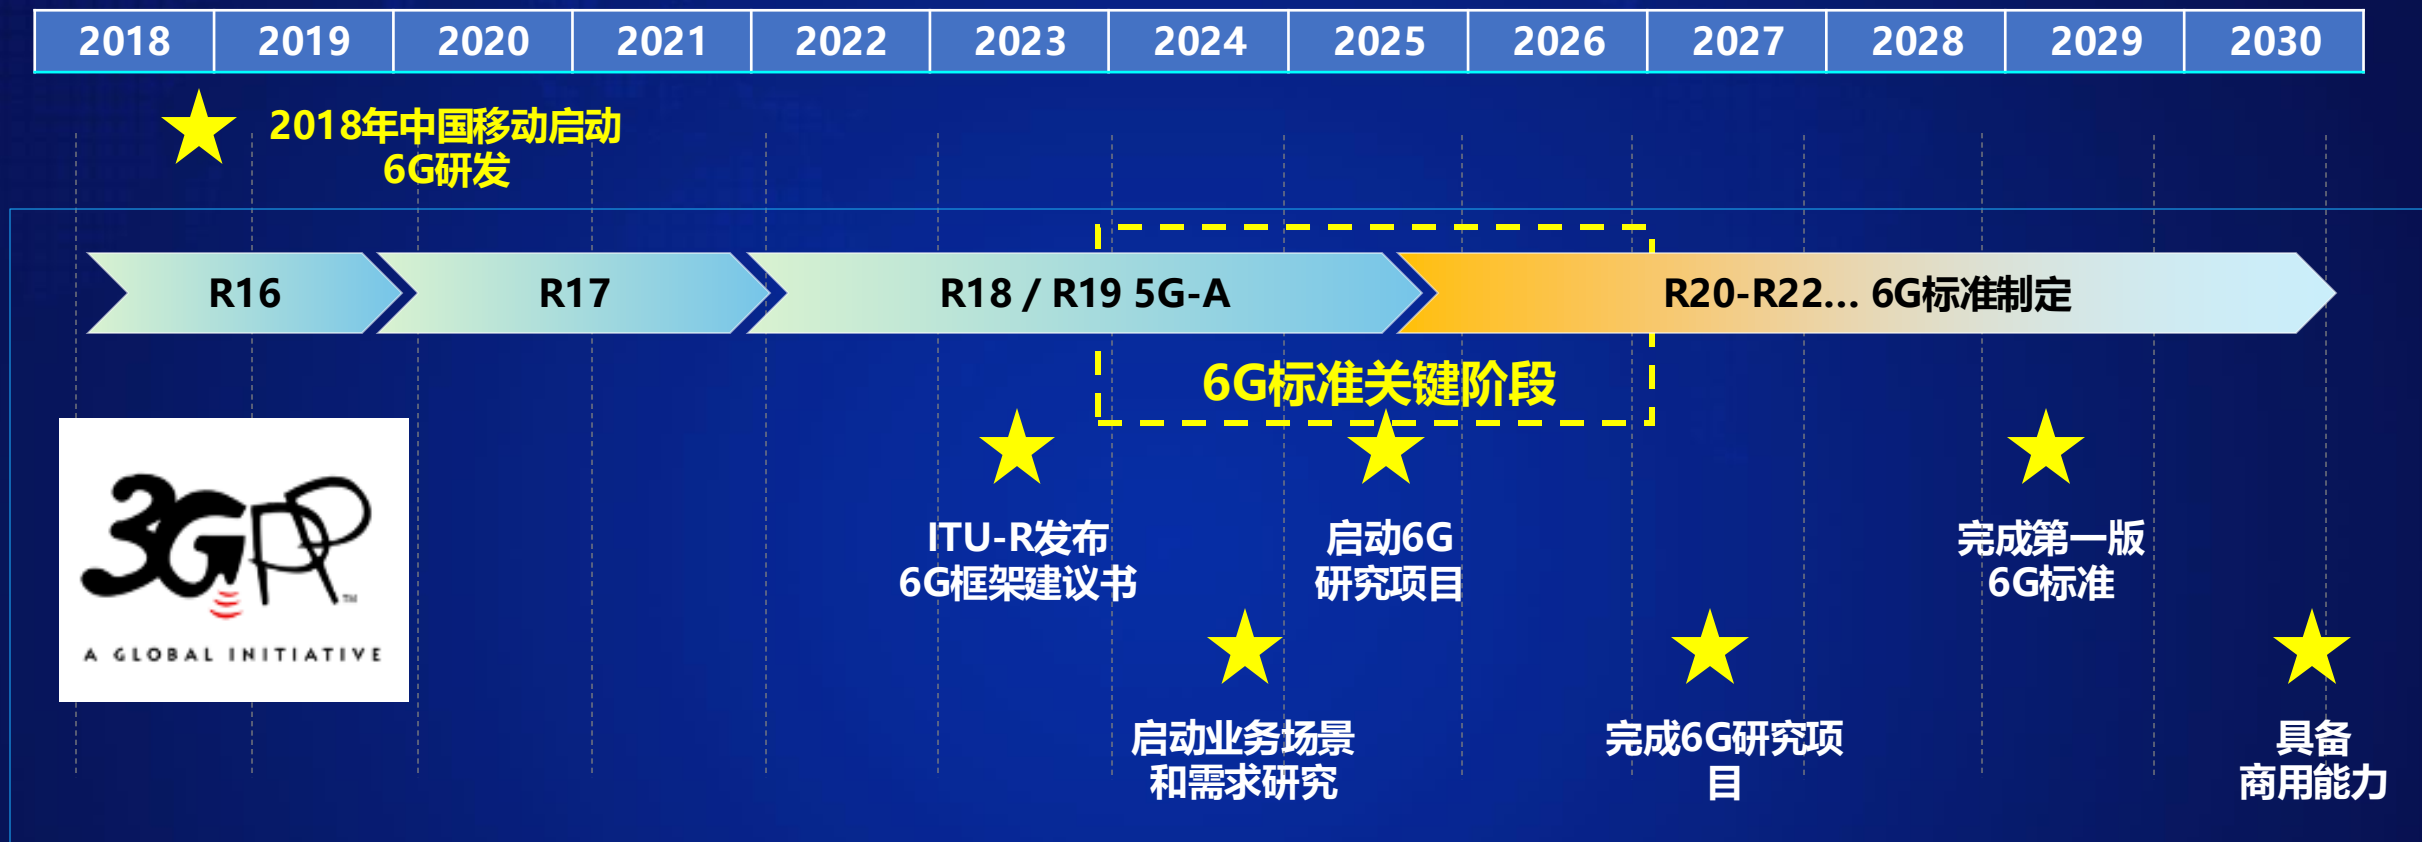 2018 2019 2020 2021 2022 2023 2024 2025 2026 2027 2028 2029 2030
2018年中国移动启动
6G研发
R16
R17
R18 / R19 5G-A
R20-R22... 6G标准制定
6G标准关键阶段
3GPP
TM
A GLOBAL INITIATIVE
ITU-R发布
6G框架建议书
启动业务场景
和需求研究
启动6G
研究项目
完成6G研究项
目
完成第一版
6G标准
具备
商用能力